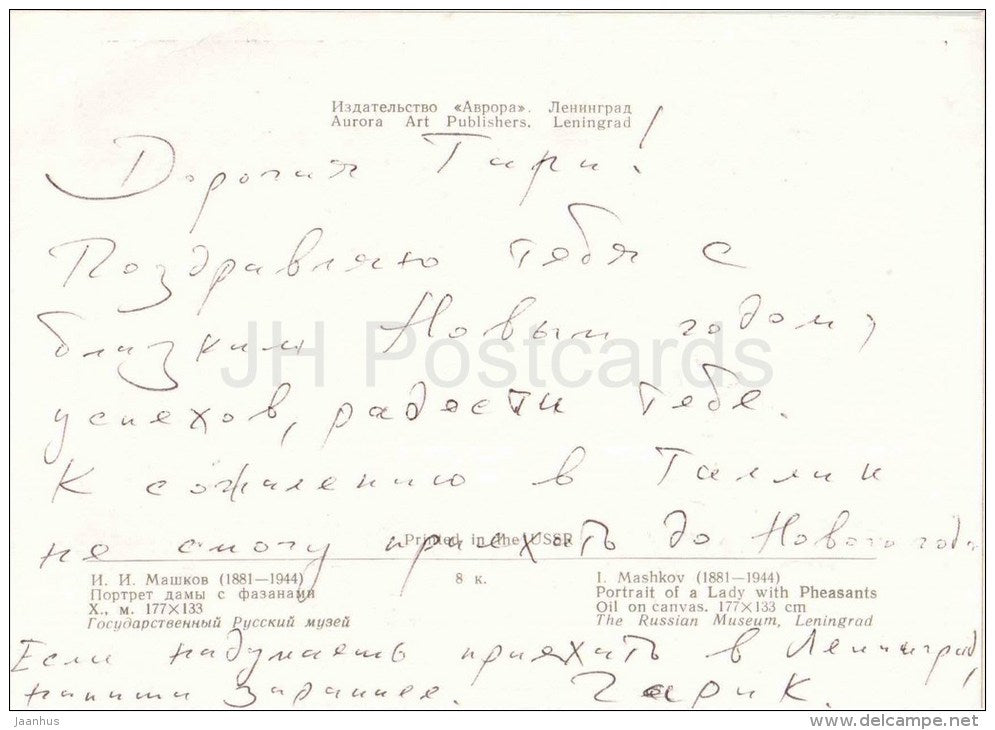 Издательство «Аврора». Ленинград
Aurora Art Publishers. Leningrad
Дорогая Тири!
Поздравляю тебя с
близким Новым годом,
JH Postcards
успехов, радости тебе.
К сожалению в Таллин
не смогу приехать до Нового года
Printed in the USSR
И. И. Машков (1881—1944)
Портрет дамы с фазанами
Х., м. 177×133
Государственный Русский музей
8 к.
I. Mashkov (1881—1944)
Portrait of a Lady with Pheasants
Oil on canvas. 177×133 cm
The Russian Museum, Leningrad
Если надумаешь приехать в Ленинград,
напиши заранее. Гарик.
jaanhus
www.delcampe.net